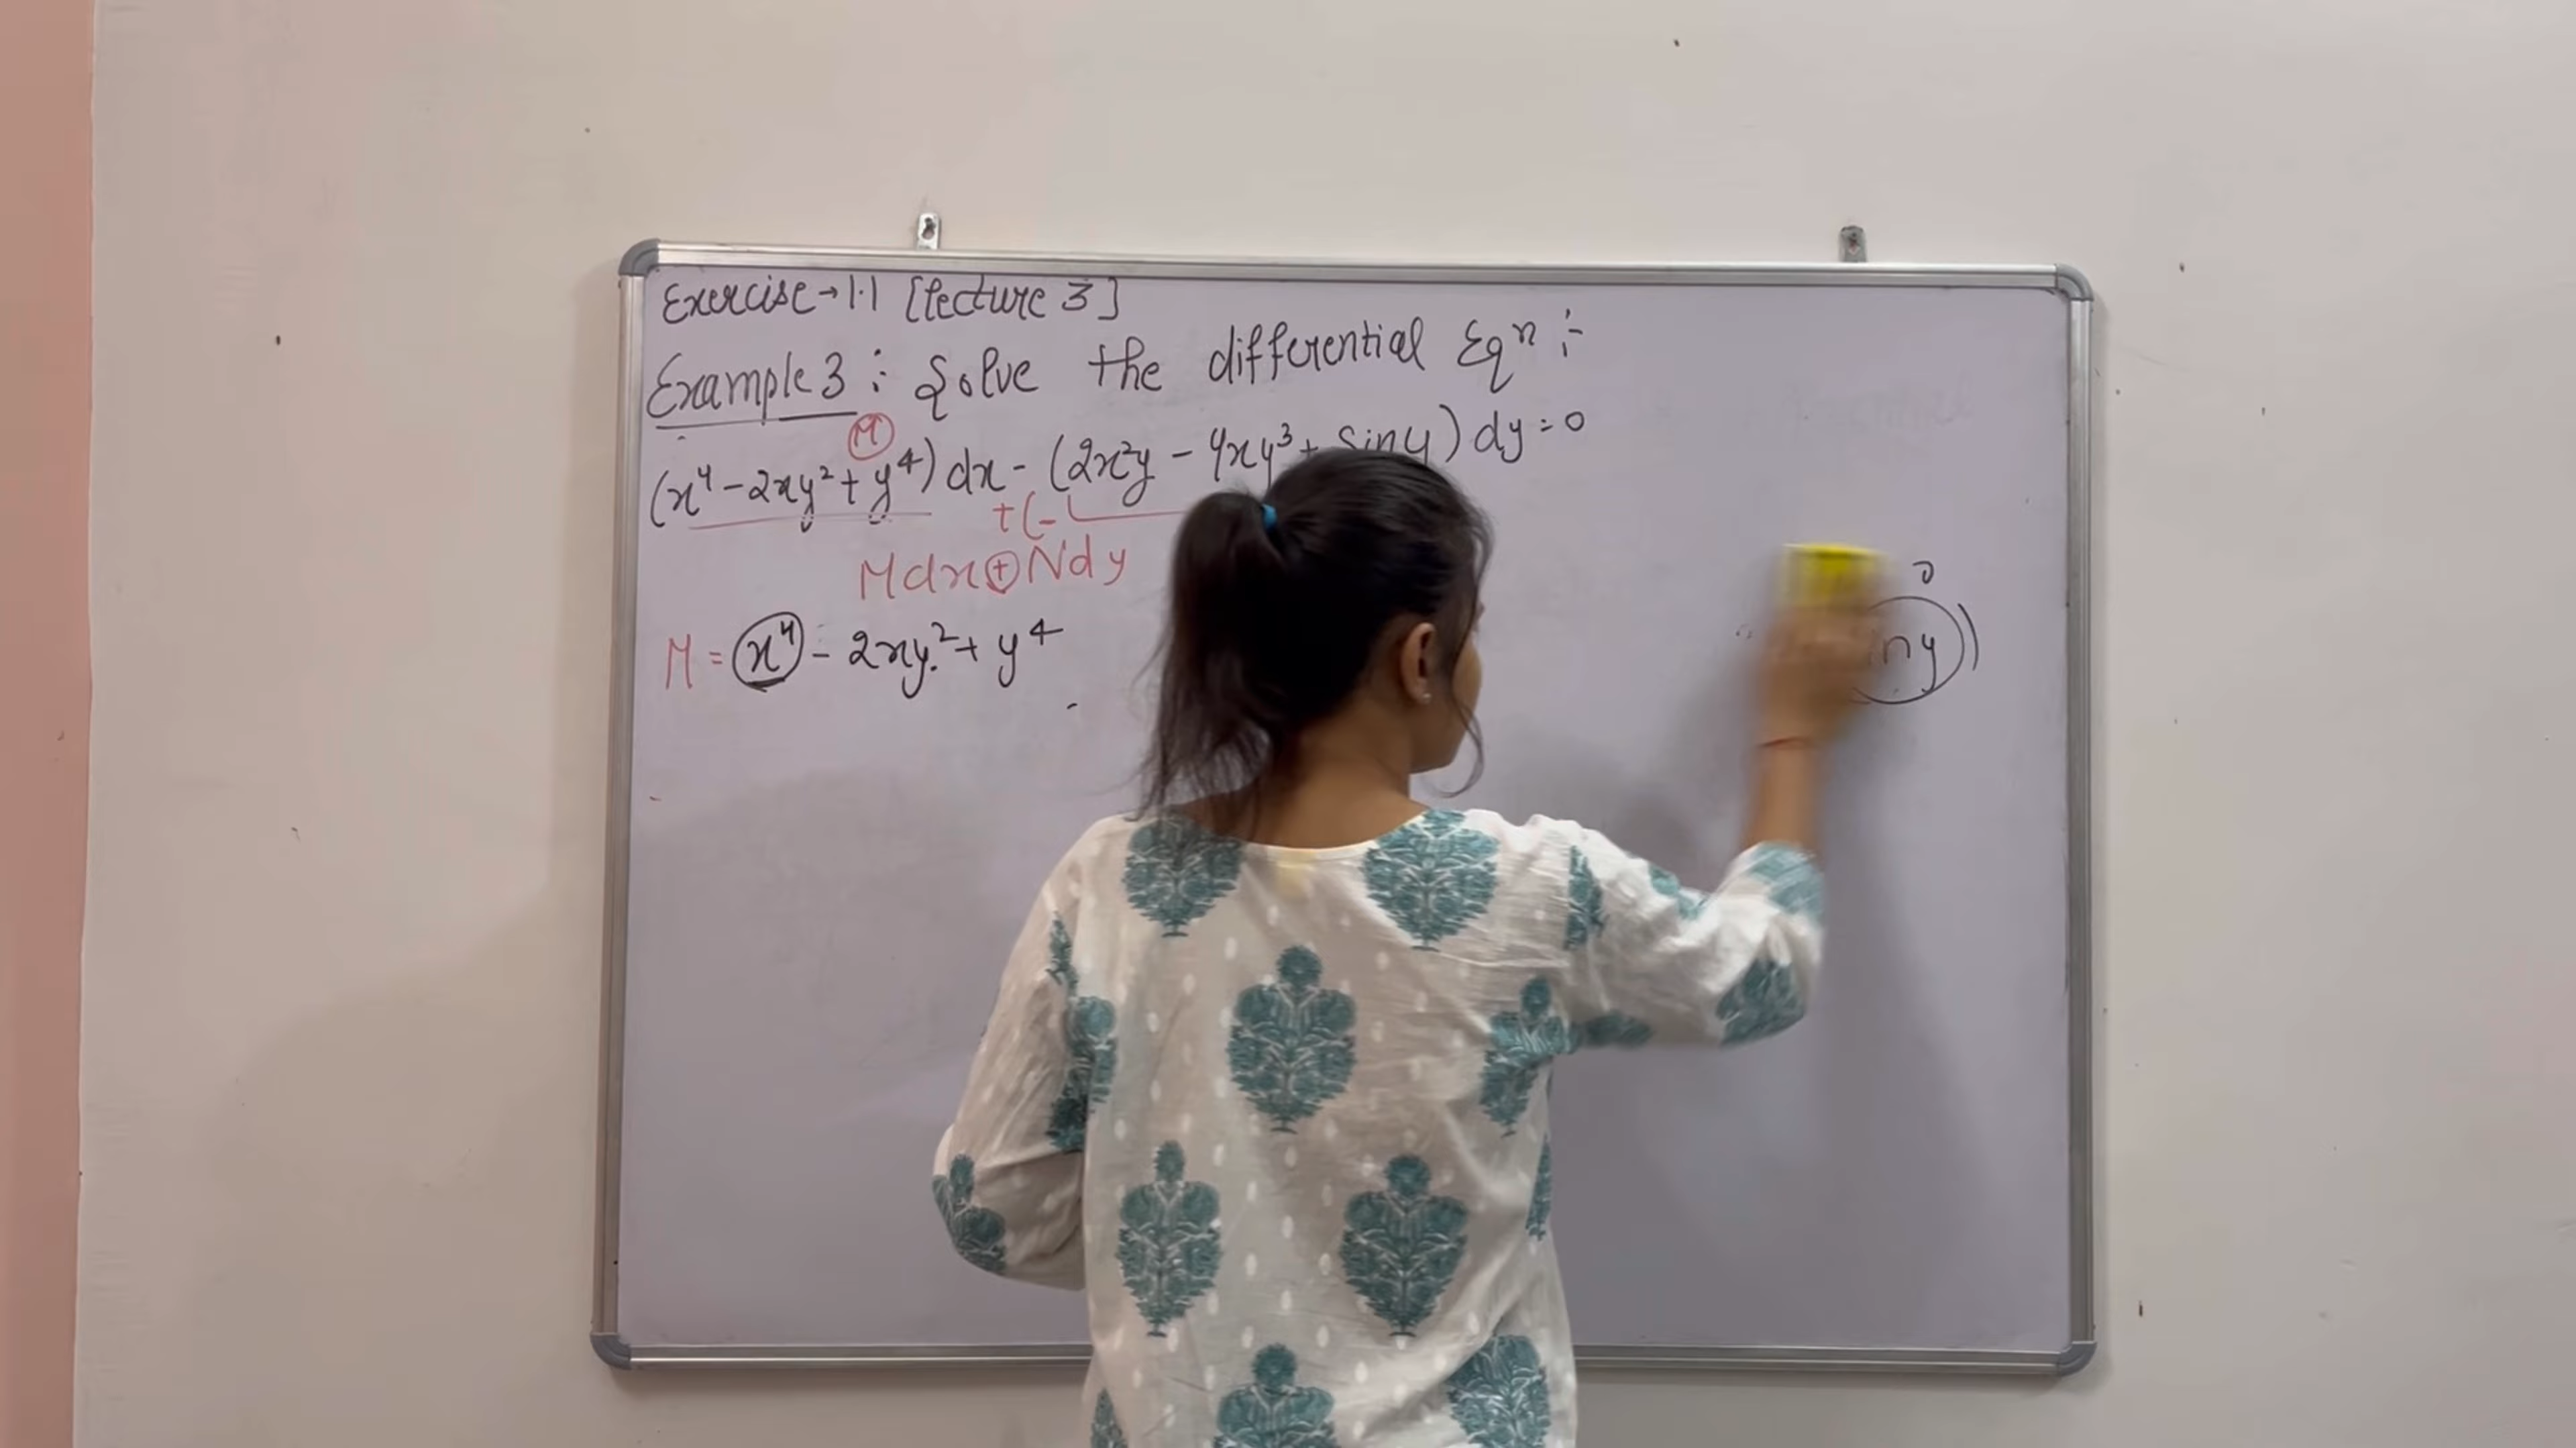 Exercise → 1.1 [lecture 3]
Example 3 :- Solve the differential Eqⁿ :-
M
(x⁴ - 2xy² + y⁴) dx - (2x²y - 4xy³ + siny) dy = 0
+(-
Mdx ⊕ Ndy
M = x⁴ - 2xy² + y⁴
ny)